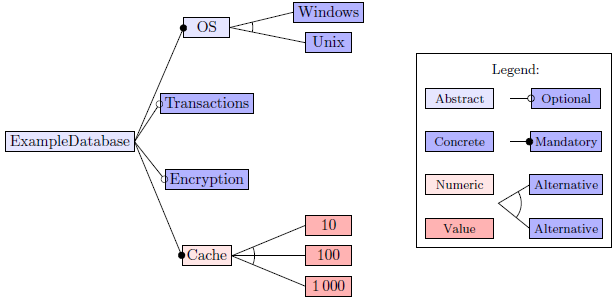 Windows
OS
Unix
Transactions
ExampleDatabase
Encryption
10
Cache
100
1 000
Legend:
Abstract
Optional
Concrete
Mandatory
Numeric
Alternative
Value
Alternative